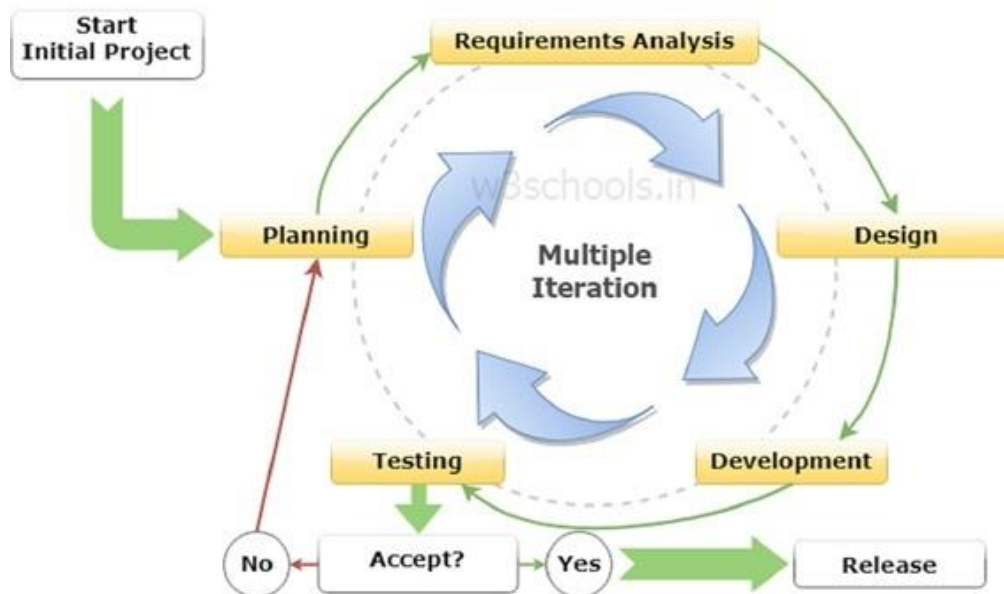 Start
Initial Project
Requirements Analysis
w3schools.in
Planning
Design
Multiple
Iteration
Testing
Development
No
Accept?
Yes
Release